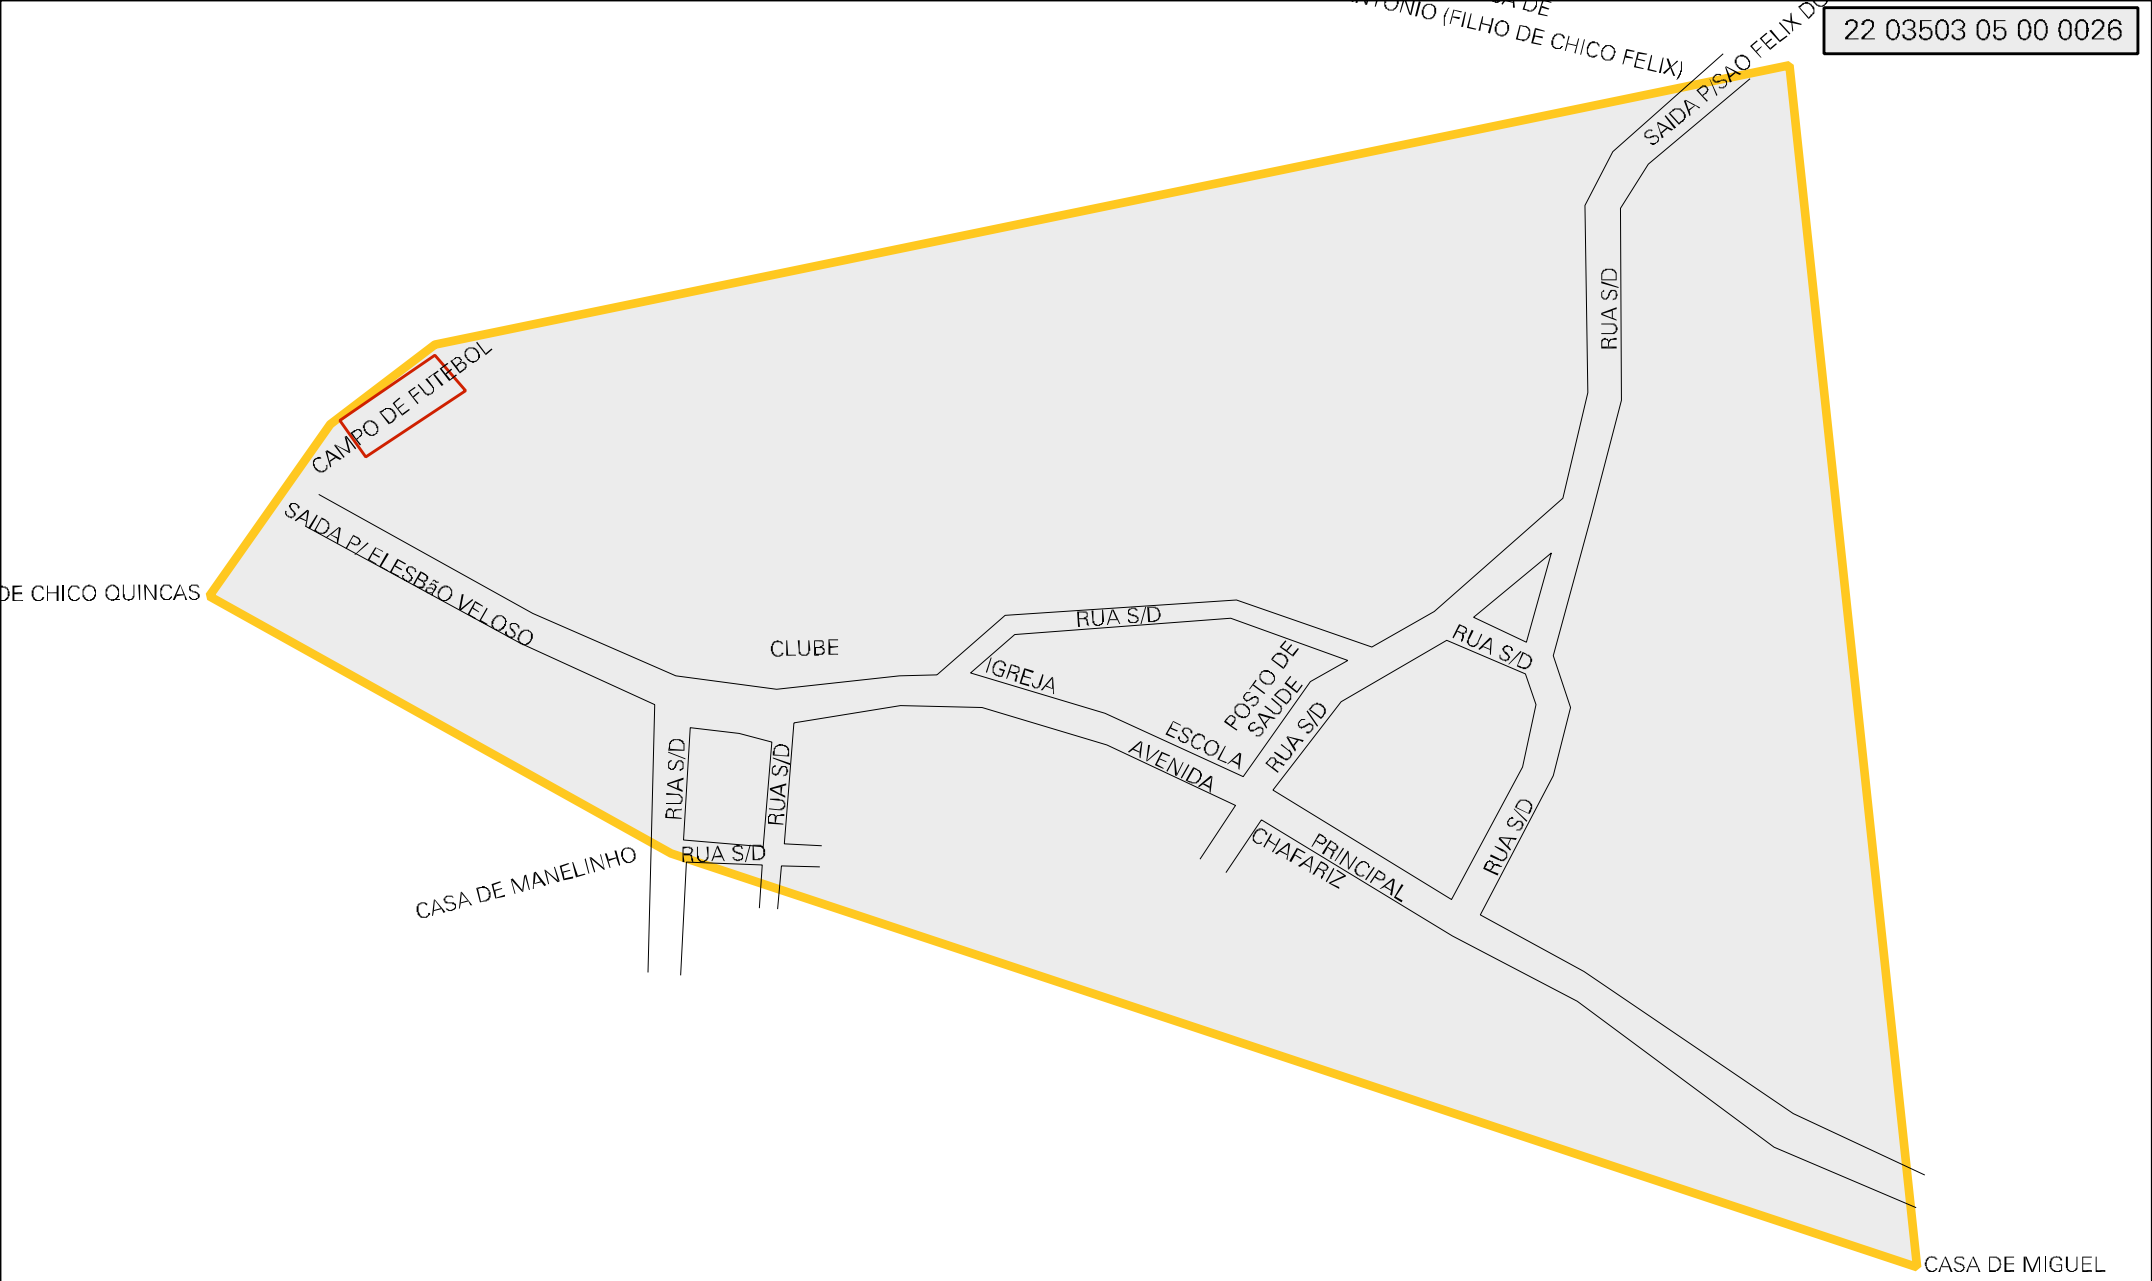 DE
(FILHO DE CHICO FELIX)
22 03503 05 00 0026
SAIDA P/SAO FELIX DO
RUA S/D
CAMPO DE FUTEBOL
SAIDA P/ ELESBãO VELOSO
DE CHICO QUINCAS
CLUBE
RUA S/D
IGREJA
POSTO DE
SAUDE
RUA S/D
RUA S/D
ESCOLA
AVENIDA
PRINCIPAL
CHAFARIZ
RUA S/D
RUA S/D
RUA S/D
RUA S/D
CASA DE MANELINHO
CASA DE MIGUEL